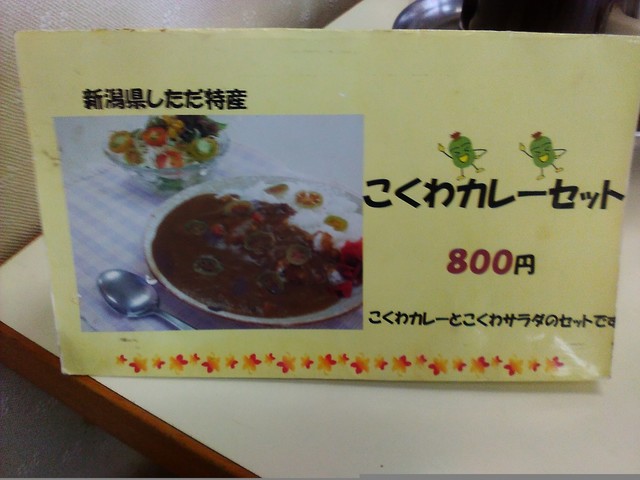 新潟県しただ特産
こくわカレーセット
800円
こくわカレーとこくわサラダのセットです